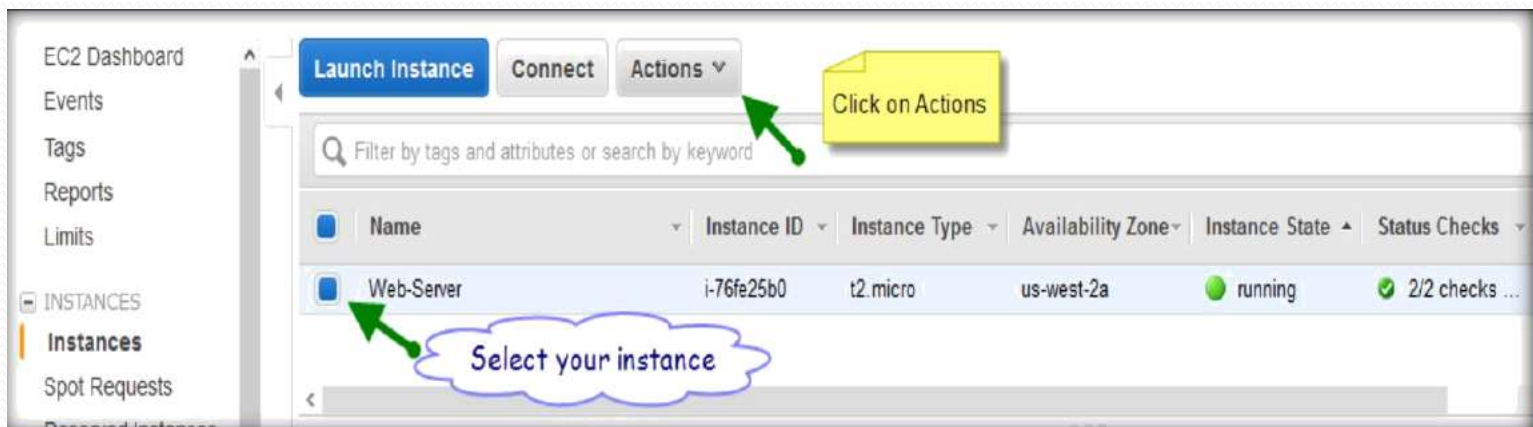 EC2 Dashboard
Events
Tags
Reports
Limits
INSTANCES
Instances
Spot Requests
Launch Instance Connect Actions
Click on Actions
Filter by tags and attributes or search by keyword
Name Instance ID Instance Type Availability Zone Instance State Status Checks
Web-Server i-76fe25b0 t2.micro us-west-2a running 2/2 checks ...
Select your instance